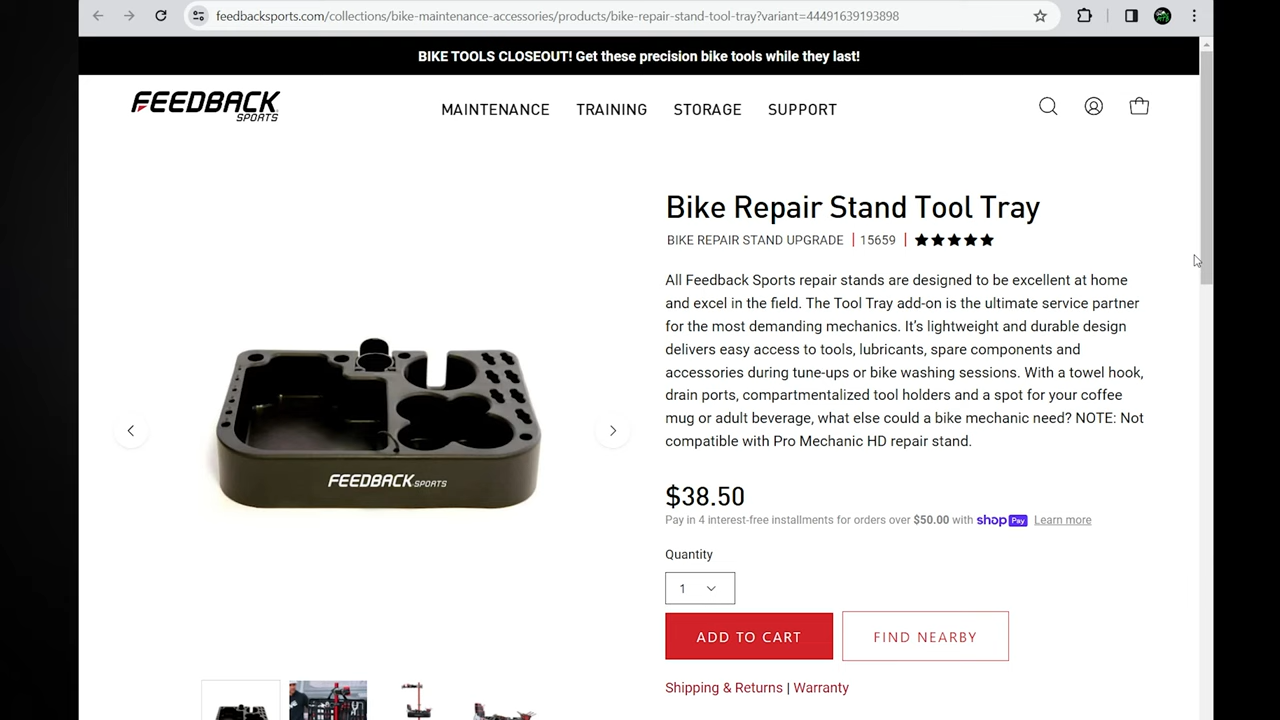 feedbacksports.com/collections/bike-maintenance-accessories/products/bike-repair-stand-tool-tray?variant=44491639193898
BIKE TOOLS CLOSEOUT! Get these precision bike tools while they last!
FEEDBACK SPORTS
MAINTENANCE TRAINING STORAGE SUPPORT
Bike Repair Stand Tool Tray
BIKE REPAIR STAND UPGRADE | 15659 |
All Feedback Sports repair stands are designed to be excellent at home
and excel in the field. The Tool Tray add-on is the ultimate service partner
for the most demanding mechanics. It's lightweight and durable design
delivers easy access to tools, lubricants, spare components and
accessories during tune-ups or bike washing sessions. With a towel hook,
drain ports, compartmentalized tool holders and a spot for your coffee
mug or adult beverage, what else could a bike mechanic need? NOTE: Not
compatible with Pro Mechanic HD repair stand.
FEEDBACK SPORTS
$38.50
Pay in 4 interest-free installments for orders over $50.00 with shop Pay Learn more
Quantity
1
ADD TO CART FIND NEARBY
Shipping & Returns | Warranty